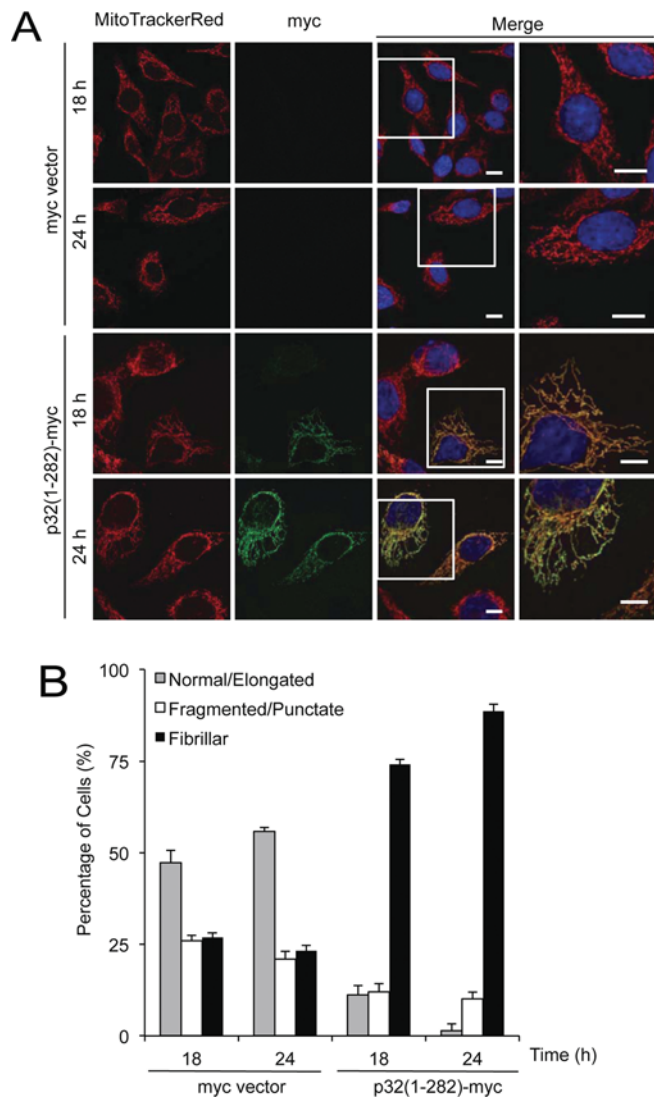 A
MitoTrackerRed myc Merge
myc vector
18 h
24 h
p32(1-282)-myc
18 h
24 h
B
Percentage of Cells (%)
100
75
50
25
0
Normal/Elongated
Fragmented/Punctate
Fibrillar
18 24 18 24 Time (h)
myc vector p32(1-282)-myc